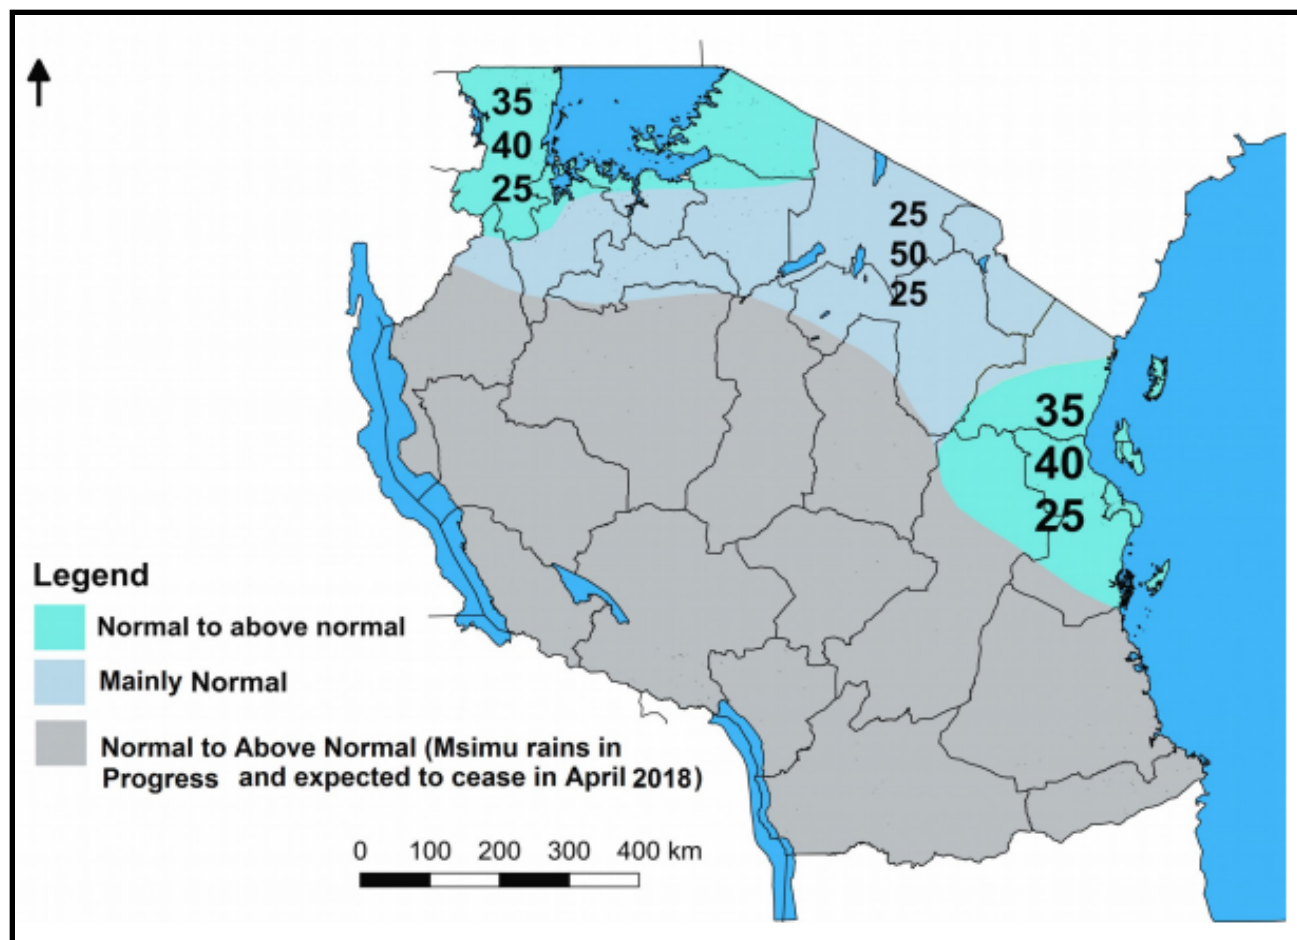 35
40
25
25
50
25
35
40
25
Legend
Normal to above normal
Mainly Normal
Normal to Above Normal (Msimu rains in
Progress and expected to cease in April 2018)
0 100 200 300 400 km